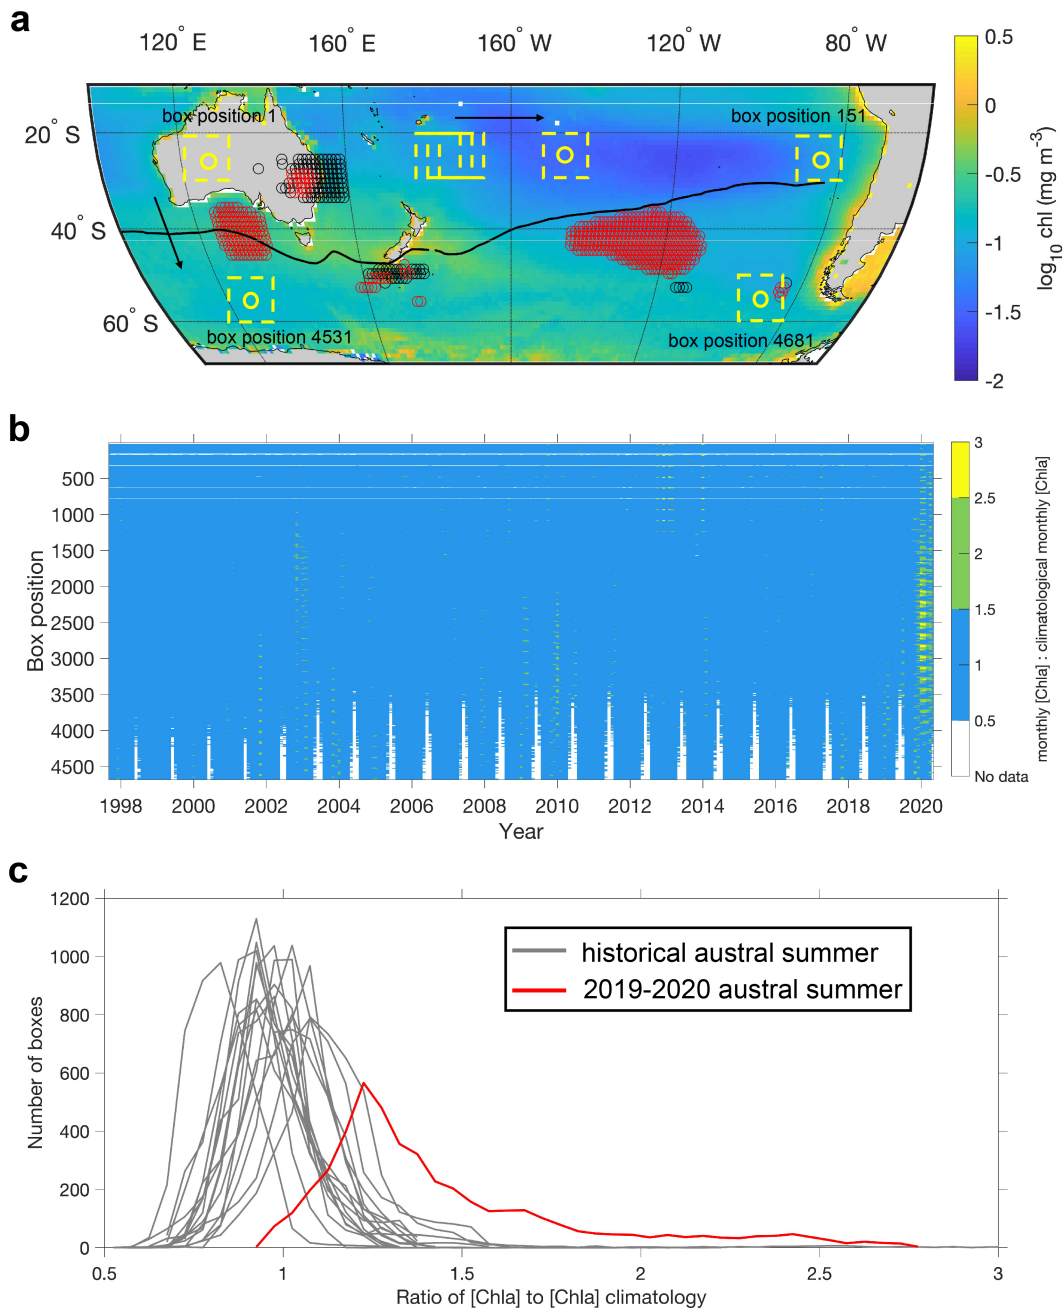 a
120° E 160° E 160° W 120° W 80° W
20° S
40° S
60° S
box position 1
box position 151
box position 4531
box position 4681
0.5
0
-0.5
-1
-1.5
-2
log10 chl (mg m-3)
b
500
1000
1500
2000
2500
3000
3500
4000
4500
Box position
1998 2000 2002 2004 2006 2008 2010 2012 2014 2016 2018 2020
Year
3
2.5
2
1.5
1
0.5
No data
monthly [Chla] : climatological monthly [Chla]
c
1200
1000
800
600
400
200
0
Number of boxes
historical austral summer
2019-2020 austral summer
0.5 1 1.5 2 2.5 3
Ratio of [Chla] to [Chla] climatology